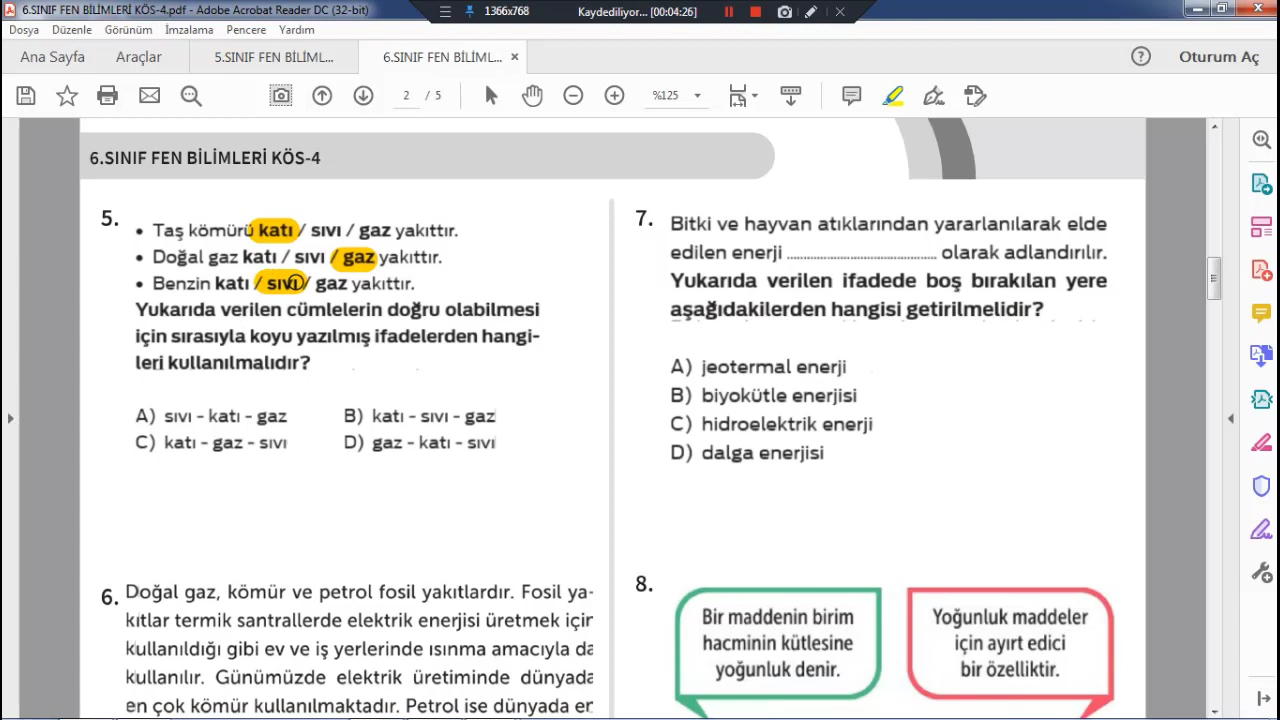 6.SINIF FEN BİLİMLERİ KÖS-4.pdf - Adobe Acrobat Reader DC (32-bit)
1366x768
Kaydediliyor... [00:04:26]
Dosya Düzenle Görünüm İmzalama Pencere Yardım
Ana Sayfa Araçlar 5.SINIF FEN BİLİML... 6.SINIF FEN BİLİML... × Oturum Aç
2 / 5 %125
6.SINIF FEN BİLİMLERİ KÖS-4
5.
• Taş kömürü katı / sıvı / gaz yakıttır.
• Doğal gaz katı / sıvı / gaz yakıttır.
• Benzin katı / sıvı / gaz yakıttır.
Yukarıda verilen cümlelerin doğru olabilmesi
için sırasıyla koyu yazılmış ifadelerden hangi-
leri kullanılmalıdır?
A) sıvı - katı - gaz B) katı - sıvı - gaz
C) katı - gaz - sıvı D) gaz - katı - sıvı
6. Doğal gaz, kömür ve petrol fosil yakıtlardır. Fosil ya-
kıtlar termik santrallerde elektrik enerjisi üretmek için
kullanıldığı gibi ev ve iş yerlerinde ısınma amacıyla da
kullanılır. Günümüzde elektrik üretiminde dünyada
en çok kömür kullanılmaktadır. Petrol ise dünyada en
7. Bitki ve hayvan atıklarından yararlanılarak elde
edilen enerji ........................................ olarak adlandırılır.
Yukarıda verilen ifadede boş bırakılan yere
aşağıdakilerden hangisi getirilmelidir?
A) jeotermal enerji
B) biyokütle enerjisi
C) hidroelektrik enerji
D) dalga enerjisi
8.
Bir maddenin birim
hacminin kütlesine
yoğunluk denir.
Yoğunluk maddeler
için ayırt edici
bir özelliktir.